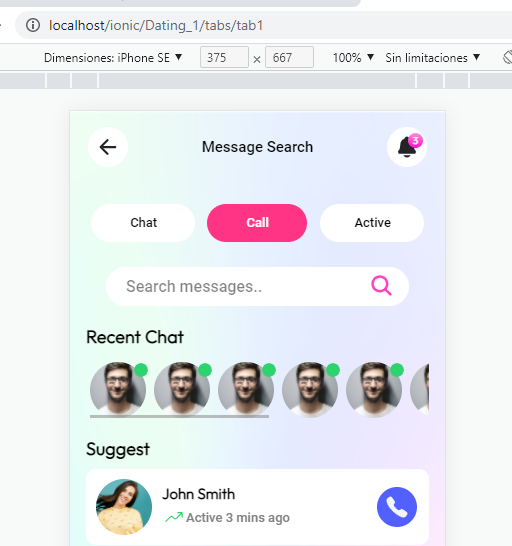 localhost/ionic/Dating_1/tabs/tab1
Dimensiones: iPhone SE ▼ 375 × 667 100% ▼ Sin limitaciones ▼
Message Search
3
Chat Call Active
Search messages..
Recent Chat
Suggest
John Smith
Active 3 mins ago